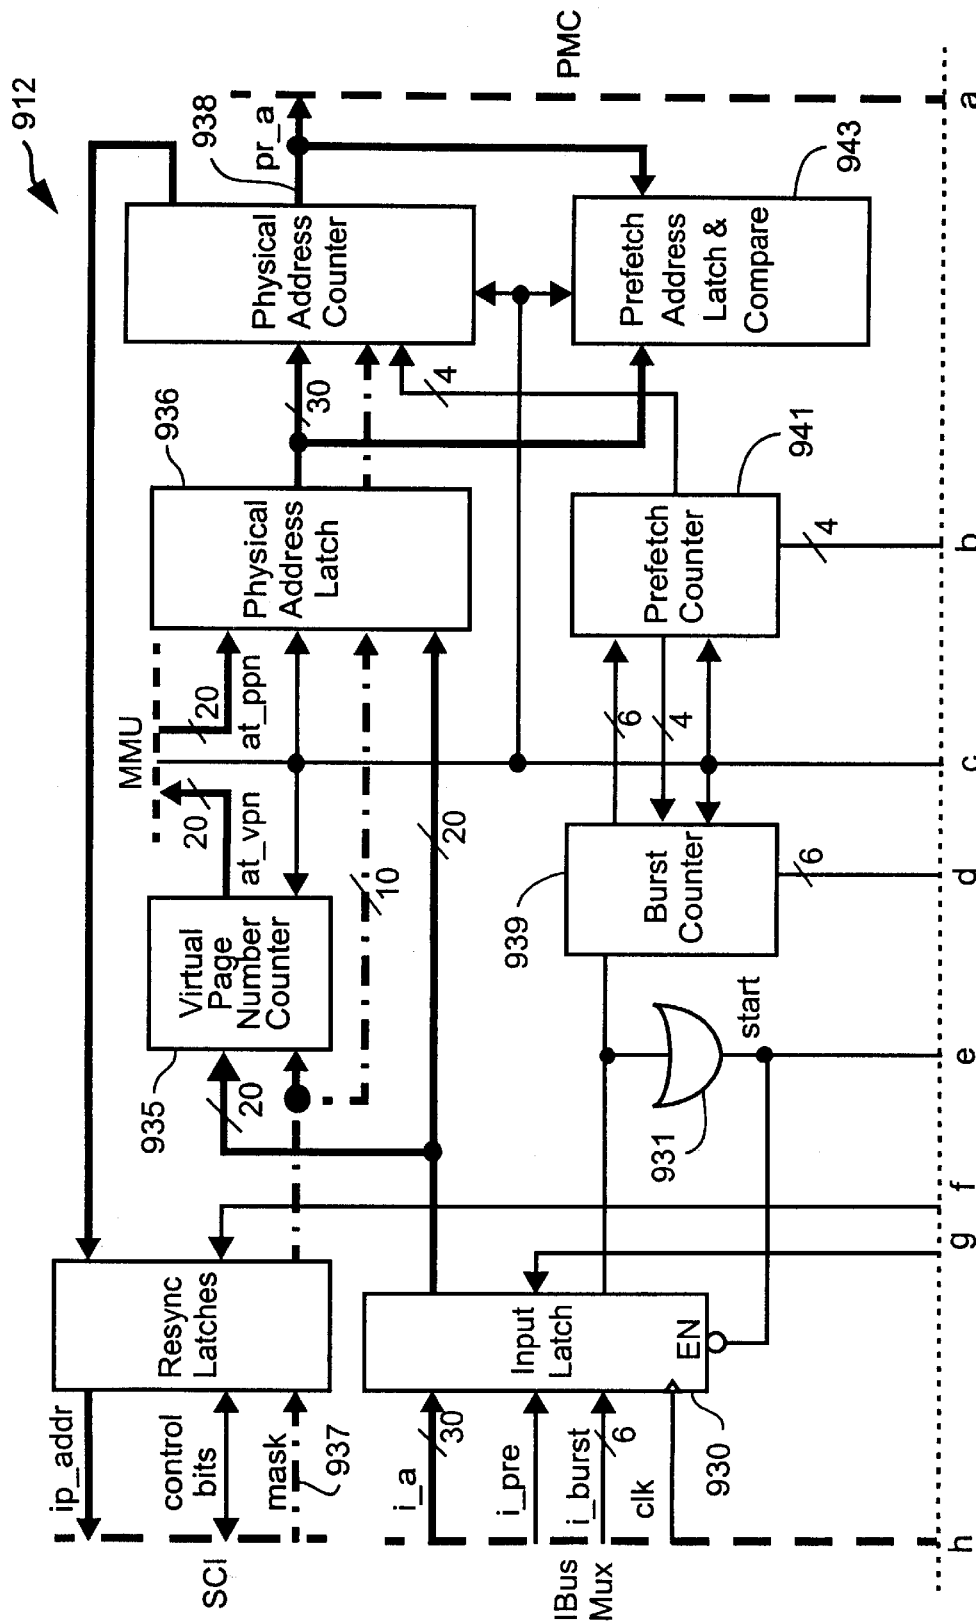 912
ip_addr
control
bits
mask
937
SCI
Resync
Latches
935
Virtual
Page
Number
Counter
20
20
at_vpn
MMU
20
at_ppn
10
20
936
Physical
Address
Latch
30
Physical
Address
Counter
938
pr_a
PMC
i_a
30
i_pre
i_burst
6
clk
IBus
Mux
Input
Latch
EN
930
931
start
939
Burst
Counter
6
6
4
Prefetch
Counter
4
4
941
Prefetch
Address
Latch &
Compare
943
h
g
f
e
d
c
b
a